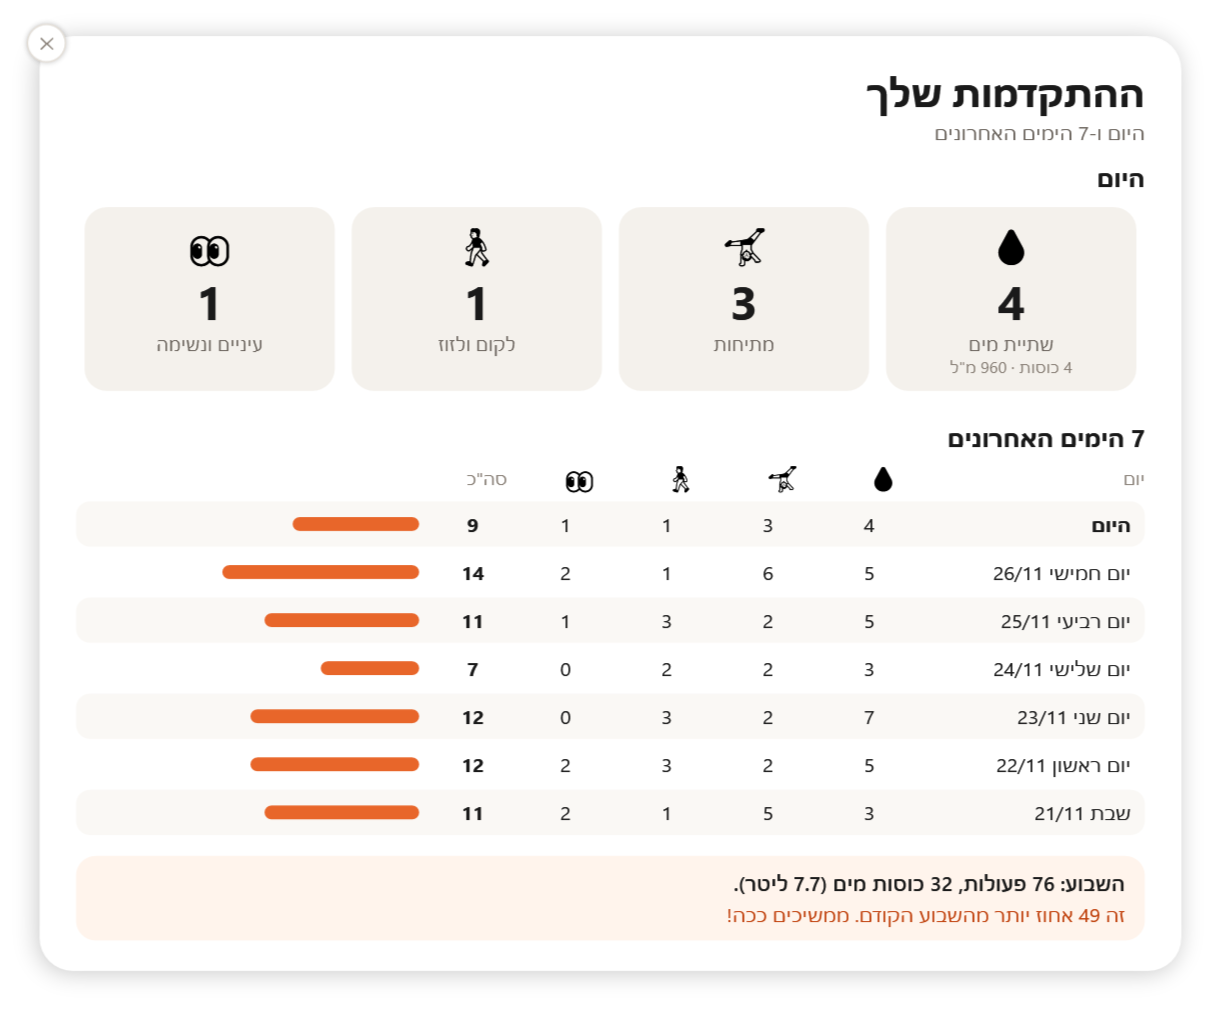 ההתקדמות שלך
היום ו-7 הימים האחרונים
היום
4
שתיית מים
4 כוסות · 960 מ"ל
3
מתיחות
1
לקום ולזוז
1
עיניים ונשימה
7 הימים האחרונים
יום סה"כ
היום 4 3 1 1 9
יום חמישי 26/11 5 6 1 2 14
יום רביעי 25/11 5 2 3 1 11
יום שלישי 24/11 3 2 2 0 7
יום שני 23/11 7 2 3 0 12
יום ראשון 22/11 5 2 3 2 12
שבת 21/11 3 5 1 2 11
השבוע: 76 פעולות, 32 כוסות מים (7.7 ליטר).
זה 49 אחוז יותר מהשבוע הקודם. ממשיכים ככה!